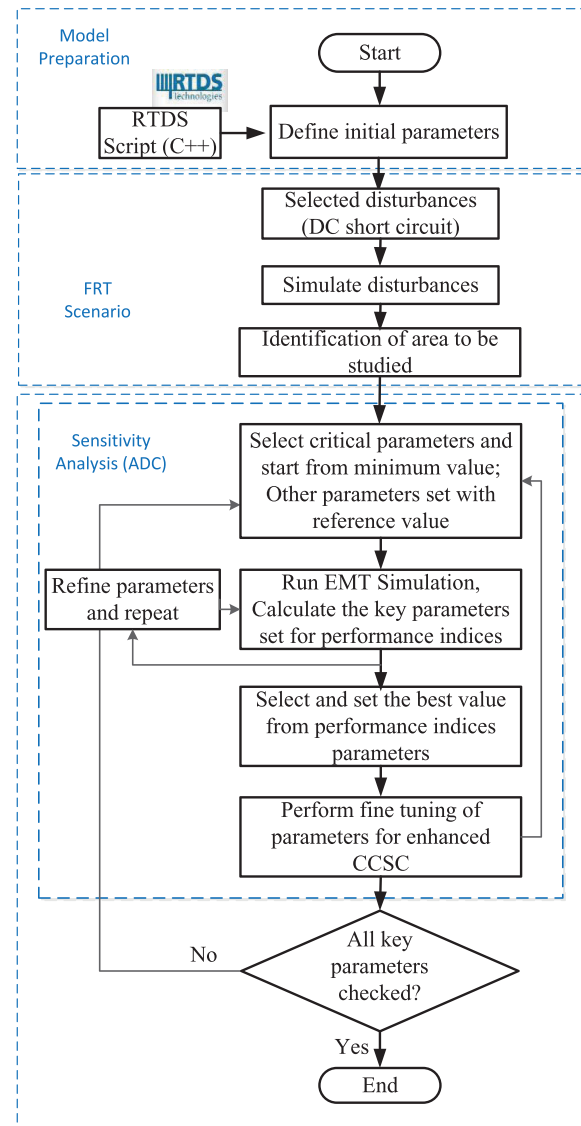 Model
Preparation
Start
RTDS
Technologies
RTDS
Script (C++)
Define initial parameters
Selected disturbances
(DC short circuit)
FRT
Scenario
Simulate disturbances
Identification of area to be
studied
Sensitivity
Analysis (ADC)
Select critical parameters and
start from minimum value;
Other parameters set with
reference value
Refine parameters
and repeat
Run EMT Simulation,
Calculate the key parameters
set for performance indices
Select and set the best value
from performance indices
parameters
Perform fine tuning of
parameters for enhanced
CCSC
No
All key
parameters
checked?
Yes
End